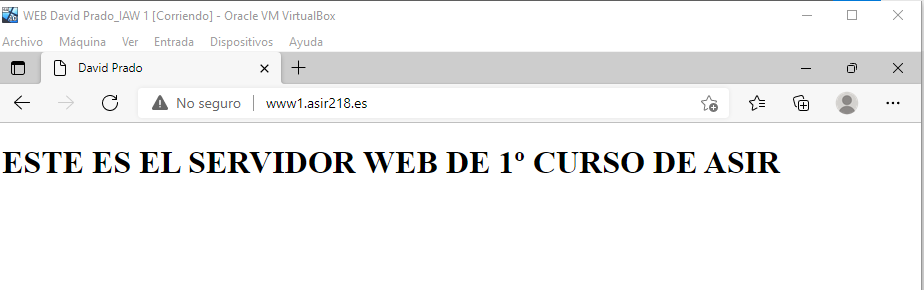 WEB David Prado_IAW 1 [Corriendo] - Oracle VM VirtualBox
Archivo Máquina Ver Entrada Dispositivos Ayuda
David Prado
No seguro www1.asir218.es
ESTE ES EL SERVIDOR WEB DE 1º CURSO DE ASIR